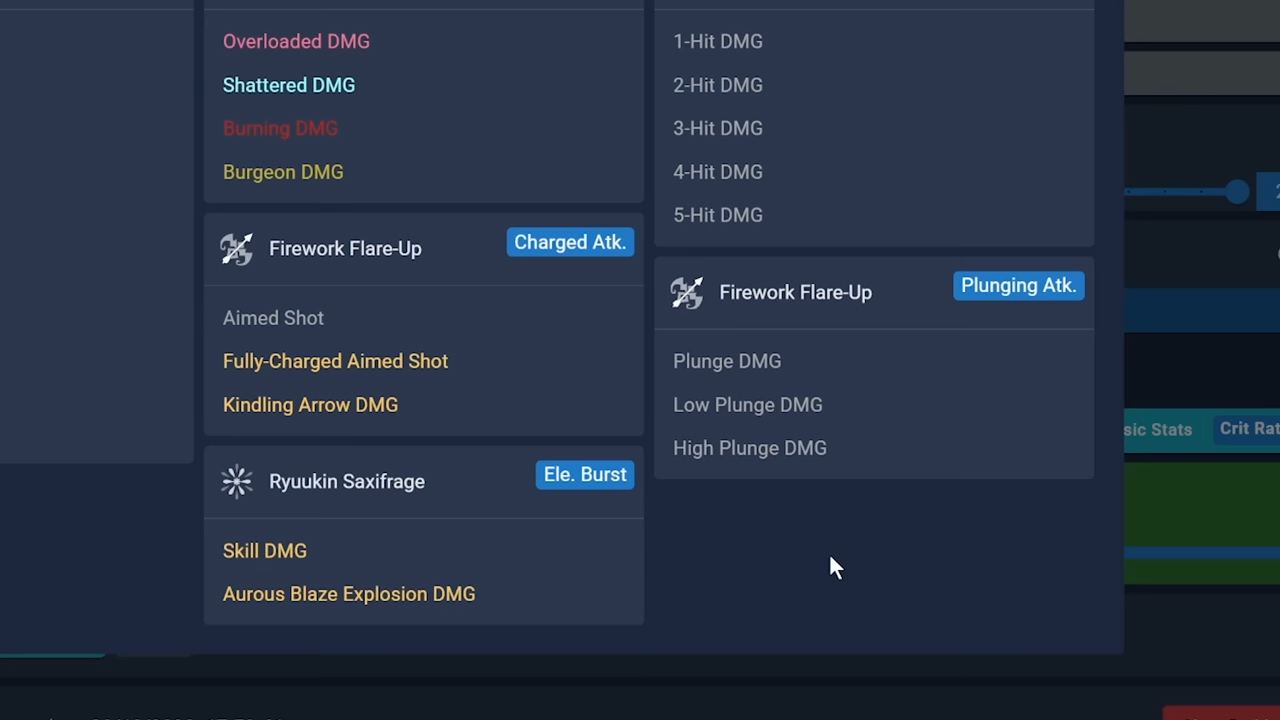 Overloaded DMG
Shattered DMG
Burning DMG
Burgeon DMG
Firework Flare-Up
Charged Atk.
Aimed Shot
Fully-Charged Aimed Shot
Kindling Arrow DMG
Ryuukin Saxifrage
Ele. Burst
Skill DMG
Aurous Blaze Explosion DMG
1-Hit DMG
2-Hit DMG
3-Hit DMG
4-Hit DMG
5-Hit DMG
Firework Flare-Up
Plunging Atk.
Plunge DMG
Low Plunge DMG
High Plunge DMG
sic Stats
Crit Rat